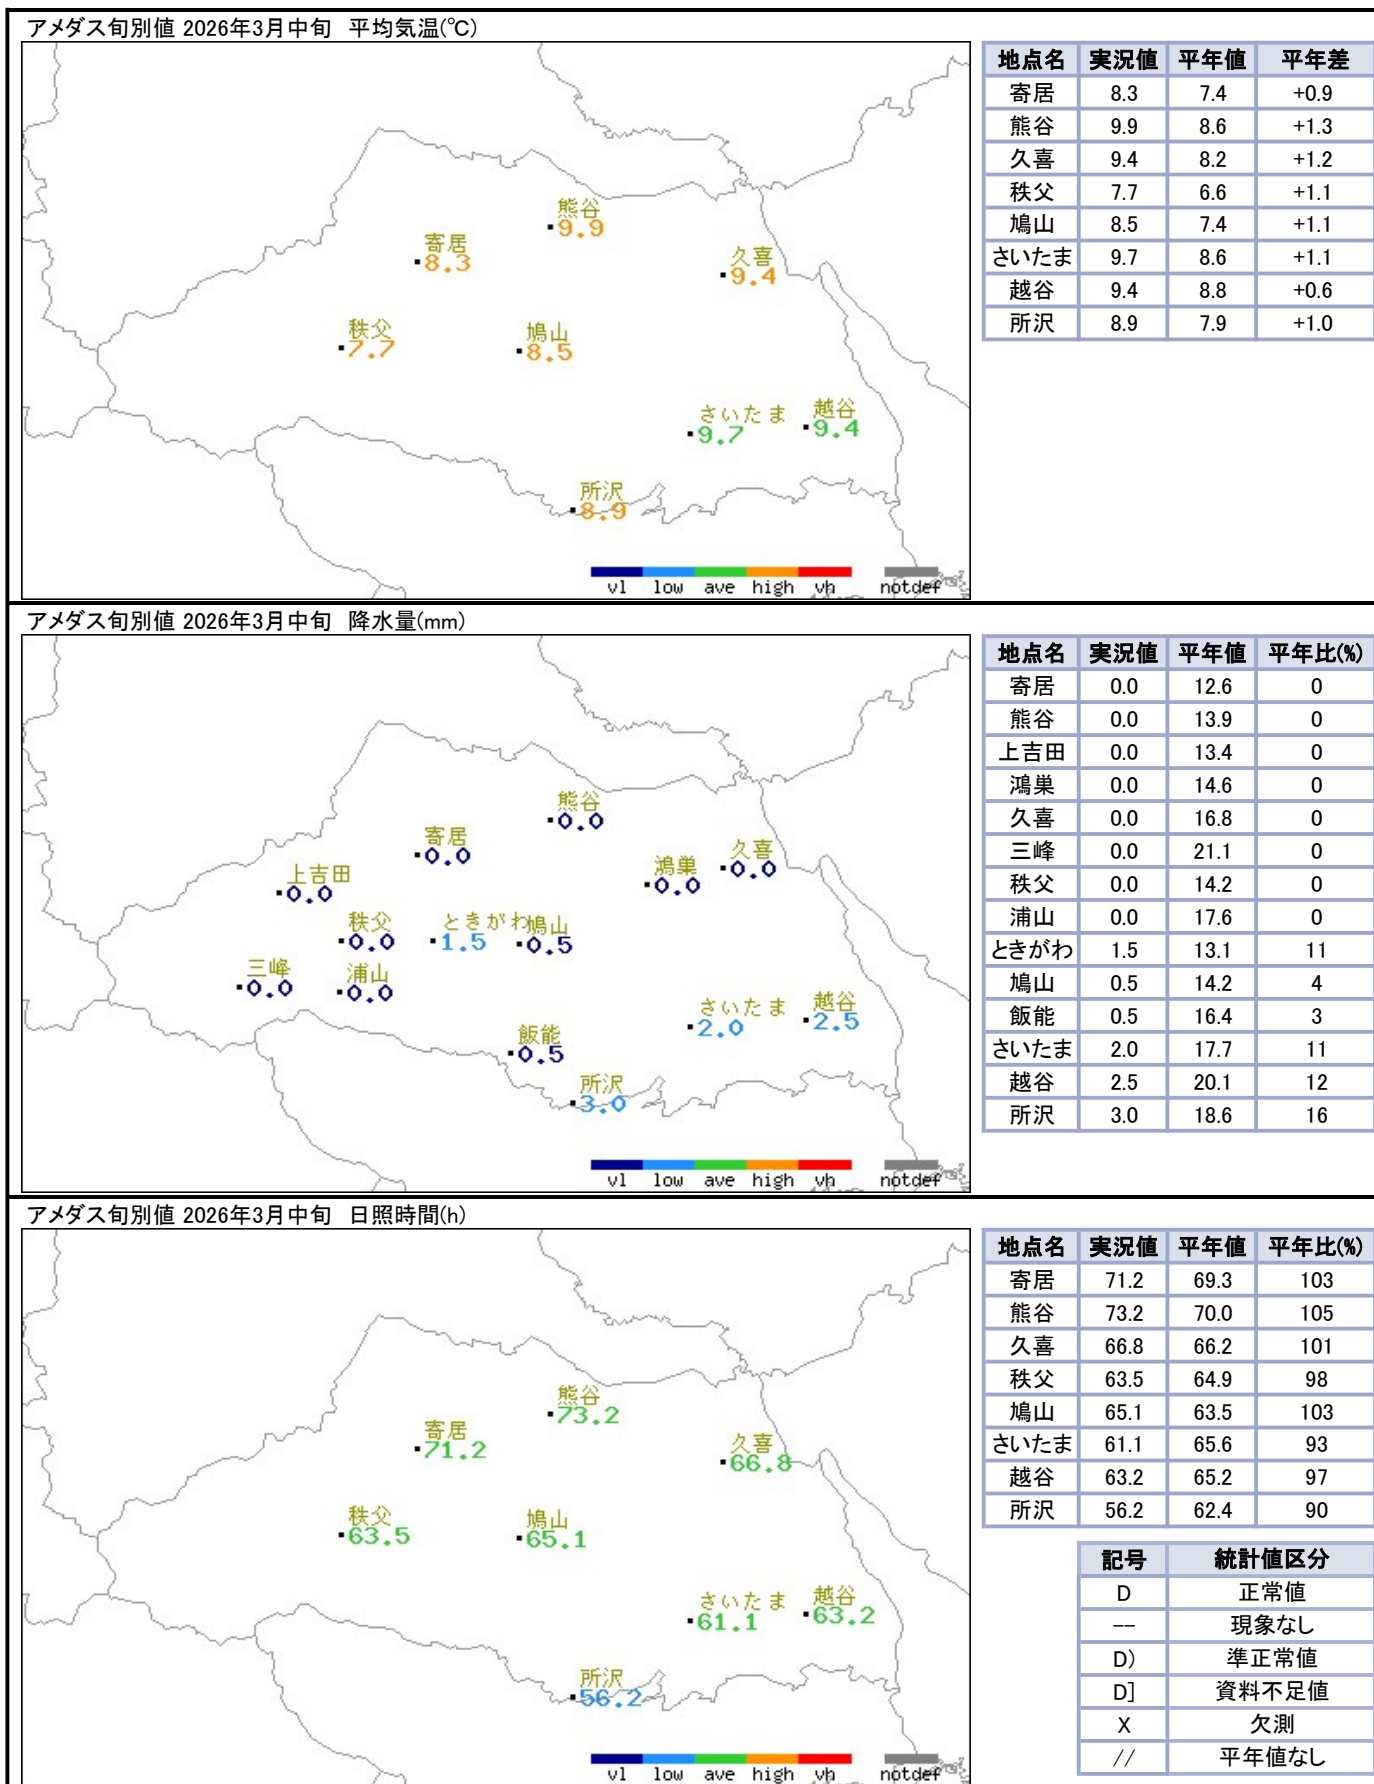 アメダス旬別値 2026年3月中旬 平均気温(℃)
熊谷
9.9
寄居
8.3
久喜
9.4
秩父
7.7
鳩山
8.5
さいたま
9.7
越谷
9.4
所沢
8.9
vl low ave high vh notdef
地点名 実況値 平年値 平年差
寄居 8.3 7.4 +0.9
熊谷 9.9 8.6 +1.3
久喜 9.4 8.2 +1.2
秩父 7.7 6.6 +1.1
鳩山 8.5 7.4 +1.1
さいたま 9.7 8.6 +1.1
越谷 9.4 8.8 +0.6
所沢 8.9 7.9 +1.0
アメダス旬別値 2026年3月中旬 降水量(mm)
熊谷
0.0
寄居
0.0
久喜
0.0
鴻巣
0.0
上吉田
0.0
秩父
0.0
ときがわ
1.5
鳩山
0.5
三峰
0.0
浦山
0.0
さいたま
2.0
越谷
2.5
飯能
0.5
所沢
3.0
vl low ave high vh notdef
地点名 実況値 平年値 平年比(%)
寄居 0.0 12.6 0
熊谷 0.0 13.9 0
上吉田 0.0 13.4 0
鴻巣 0.0 14.6 0
久喜 0.0 16.8 0
三峰 0.0 21.1 0
秩父 0.0 14.2 0
浦山 0.0 17.6 0
ときがわ 1.5 13.1 11
鳩山 0.5 14.2 4
飯能 0.5 16.4 3
さいたま 2.0 17.7 11
越谷 2.5 20.1 12
所沢 3.0 18.6 16
アメダス旬別値 2026年3月中旬 日照時間(h)
熊谷
73.2
寄居
71.2
久喜
66.8
秩父
63.5
鳩山
65.1
さいたま
61.1
越谷
63.2
所沢
56.2
vl low ave high vh notdef
地点名 実況値 平年値 平年比(%)
寄居 71.2 69.3 103
熊谷 73.2 70.0 105
久喜 66.8 66.2 101
秩父 63.5 64.9 98
鳩山 65.1 63.5 103
さいたま 61.1 65.6 93
越谷 63.2 65.2 97
所沢 56.2 62.4 90
記号 統計値区分
D 正常値
-- 現象なし
D) 準正常値
D] 資料不足値
X 欠測
// 平年値なし